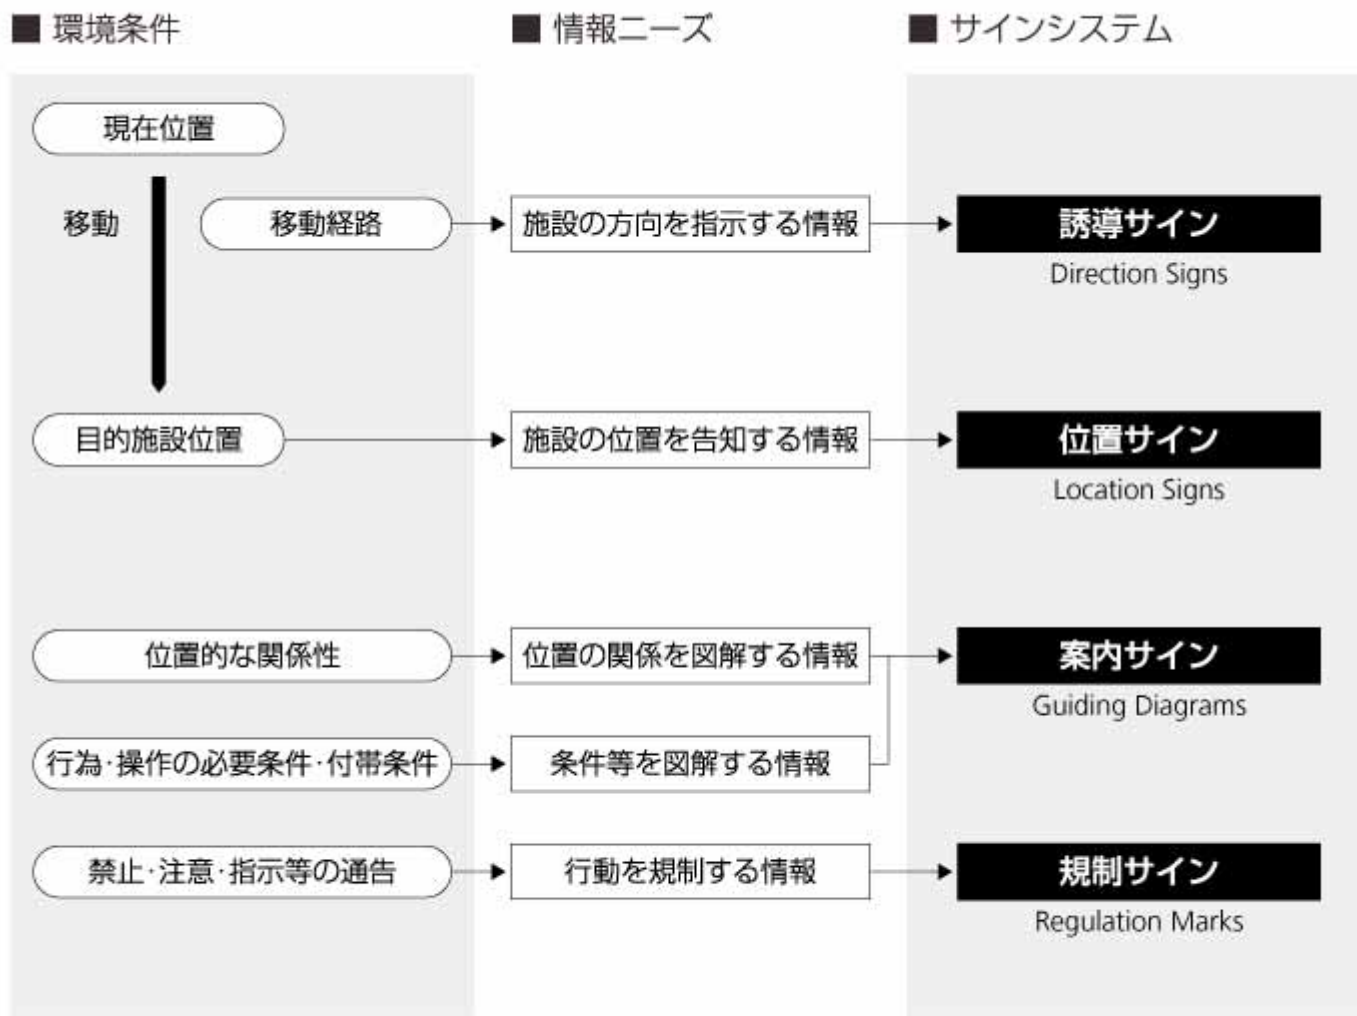 ■ 環境条件
■ 情報ニーズ
■ サインシステム
現在位置
移動
移動経路
施設の方向を指示する情報
誘導サイン
Direction Signs
目的施設位置
施設の位置を告知する情報
位置サイン
Location Signs
位置的な関係性
位置の関係を図解する情報
案内サイン
Guiding Diagrams
行為·操作の必要条件·付帯条件
条件等を図解する情報
禁止·注意·指示等の通告
行動を規制する情報
規制サイン
Regulation Marks